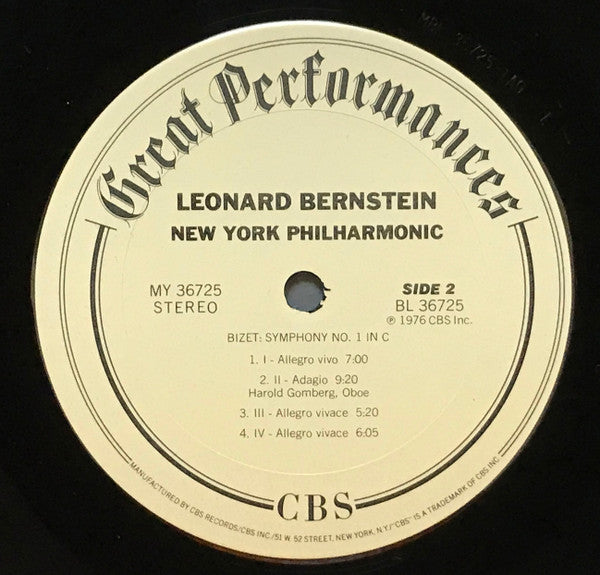 Great Performances
LEONARD BERNSTEIN
NEW YORK PHILHARMONIC
MY 36725
STEREO
SIDE 2
BL 36725
℗ 1976 CBS Inc.
BIZET: SYMPHONY NO. 1 IN C
1. I - Allegro vivo 7:00
2. II - Adagio 9:20
Harold Gomberg, Oboe
3. III - Allegro vivace 5:20
4. IV - Allegro vivace 6:05
CBS
MANUFACTURED BY CBS RECORDS/CBS INC./51 W. 52 STREET, NEW YORK, N.Y./"CBS" IS A TRADEMARK OF CBS INC.